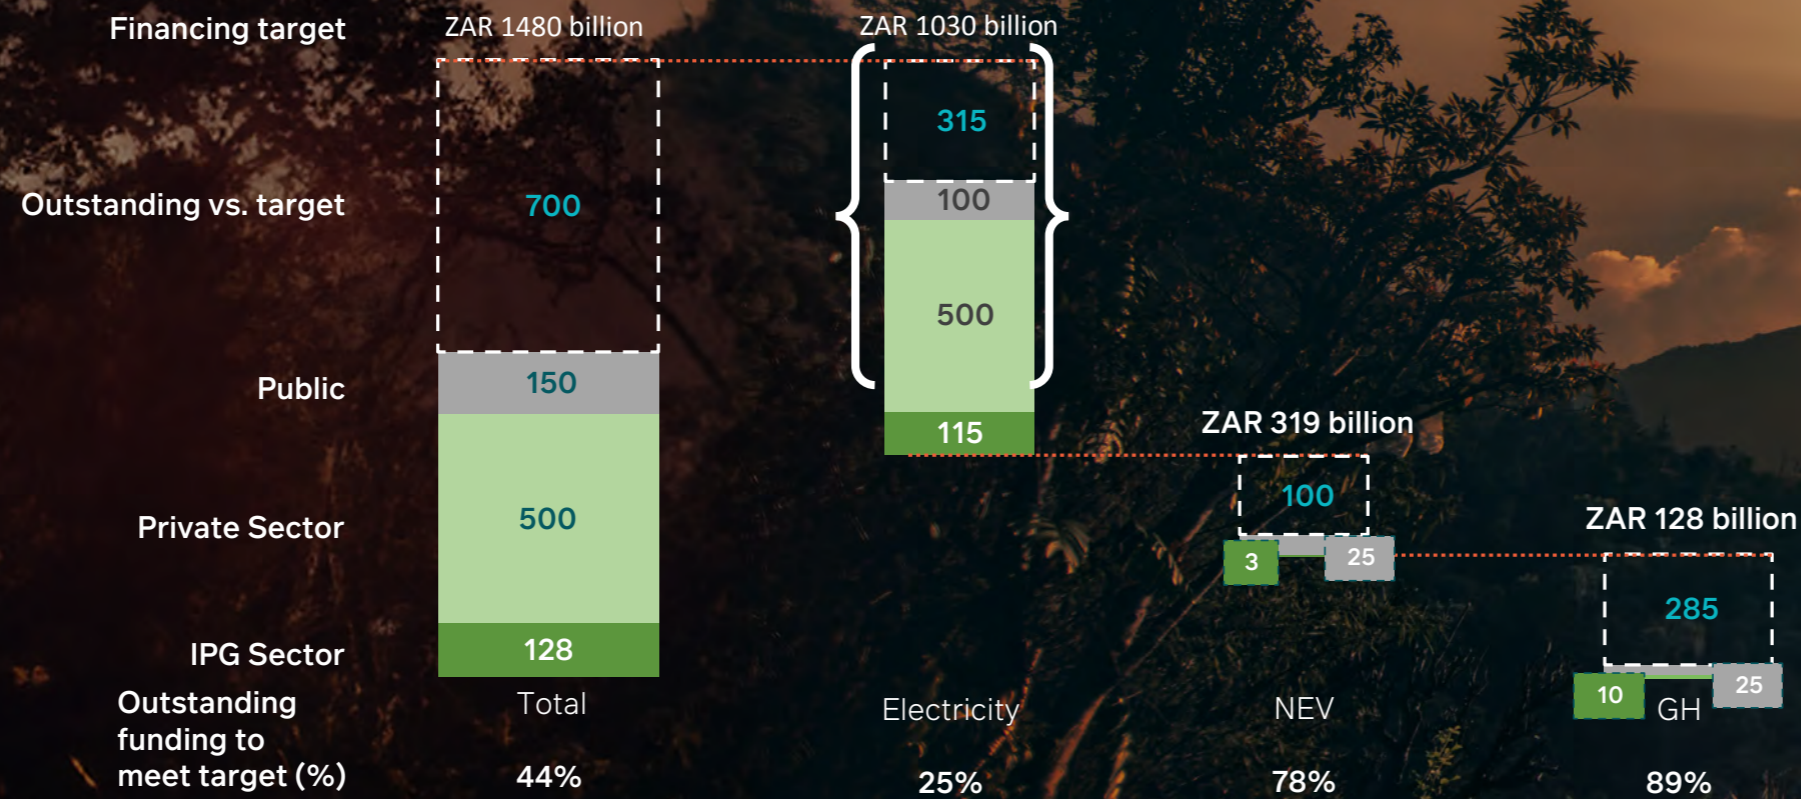 Financing target
ZAR 1480 billion
ZAR 1030 billion
315
Outstanding vs. target
700
100
500
Public
150
115
ZAR 319 billion
100
Private Sector
500
3
25
ZAR 128 billion
285
IPG Sector
128
10
25
Outstanding
funding to
meet target (%)
Total
Electricity
NEV
GH
44%
25%
78%
89%